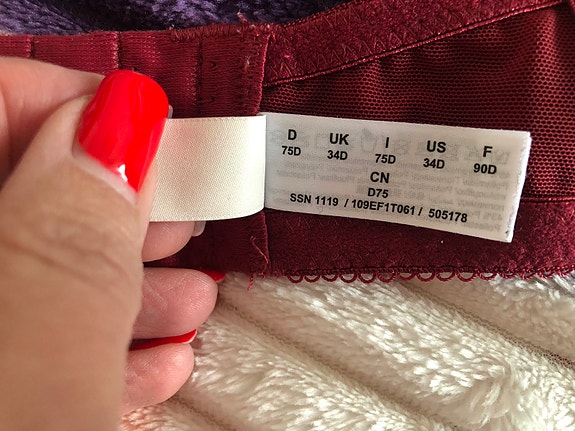 D UK I US F
75D 34D 75D 34D 90D
CN
D75
SSN 1119 / 109EF1T061 / 505178